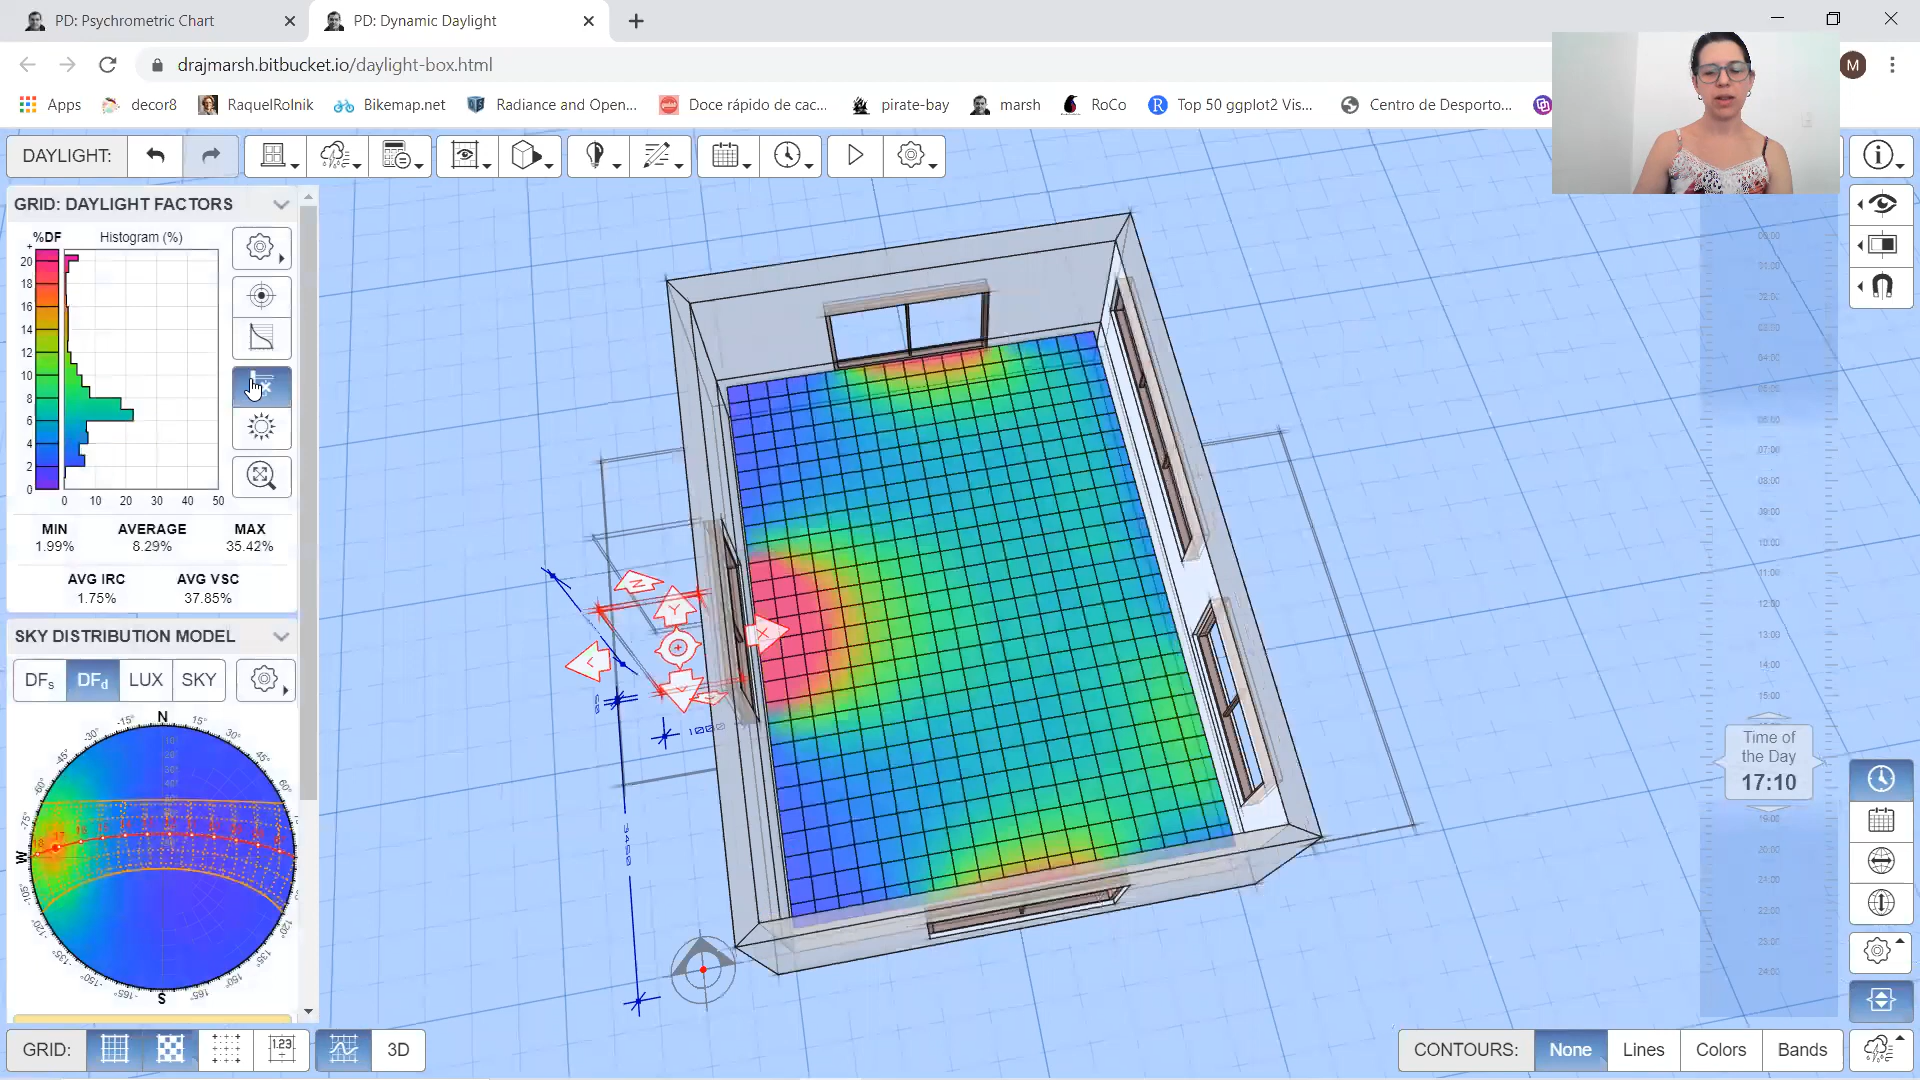 PD: Psychrometric Chart
PD: Dynamic Daylight
drajmarsh.bitbucket.io/daylight-box.html
M
Apps
decor8
RaquelRolnik
Bikemap.net
Radiance and Open...
Doce rápido de cac...
pirate-bay
marsh
RoCo
Top 50 ggplot2 Vis...
Centro de Desporto...
DAYLIGHT:
GRID: DAYLIGHT FACTORS
%DF
Histogram (%)
+
20
18
16
14
12
10
8
6
4
2
0
0 10 20 30 40 50
MIN AVERAGE MAX
1.99% 8.29% 35.42%
AVG IRC AVG VSC
1.75% 37.85%
SKY DISTRIBUTION MODEL
DFs DFd LUX SKY
N
W
S
N
Y
X
L
1000
Time of
the Day
17:10
GRID:
1.23
3D
CONTOURS:
None
Lines
Colors
Bands